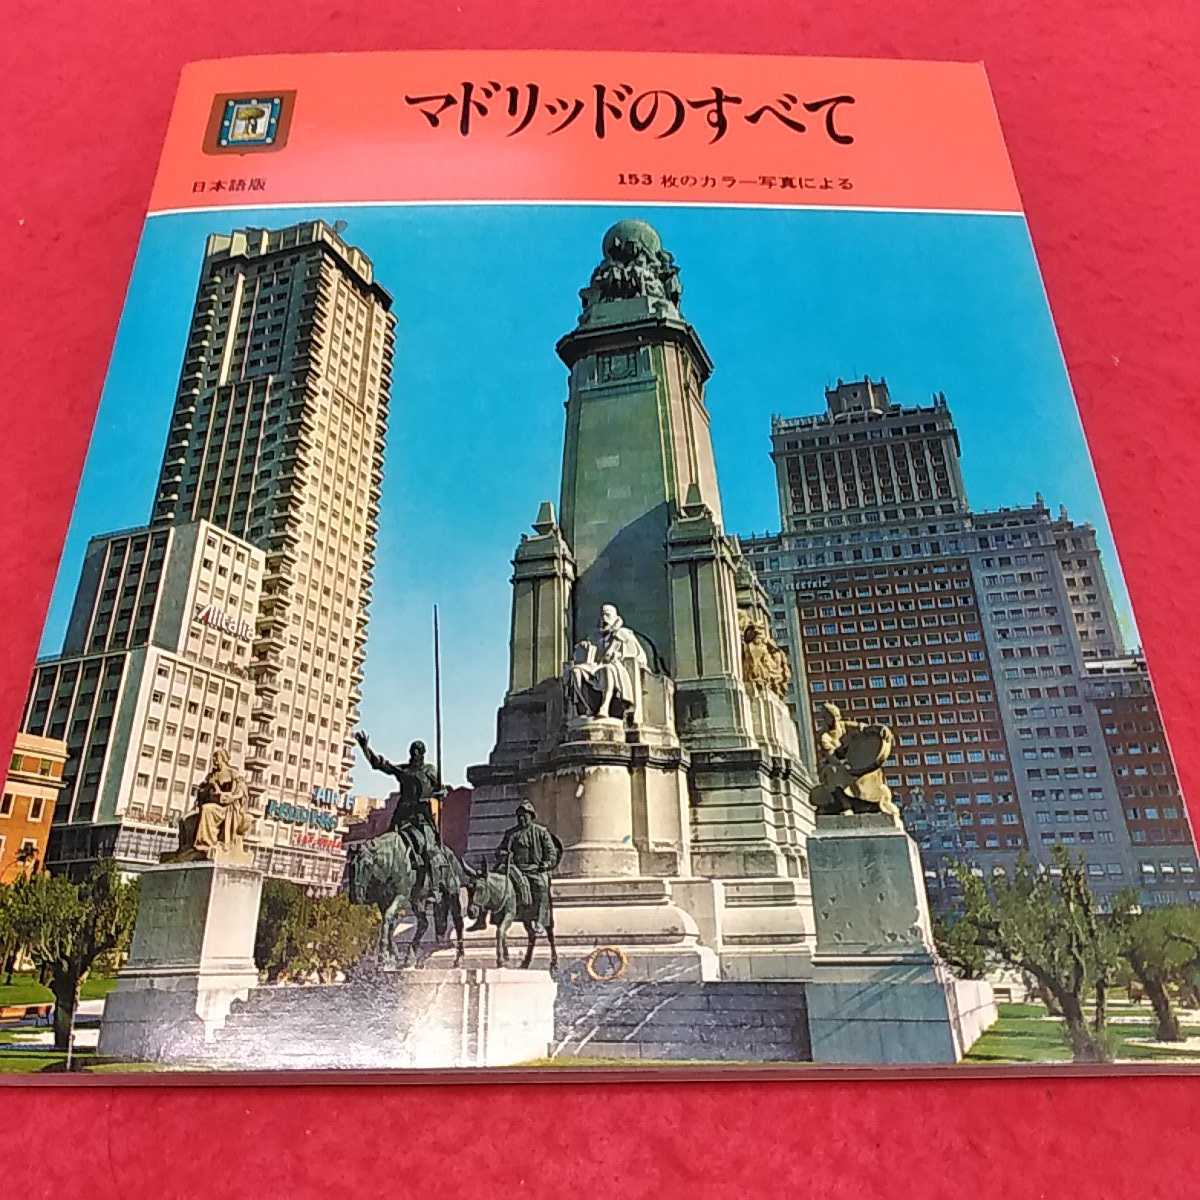 マドリッドのすべて
日本語版
153 枚のカラー写真による
Alitalia